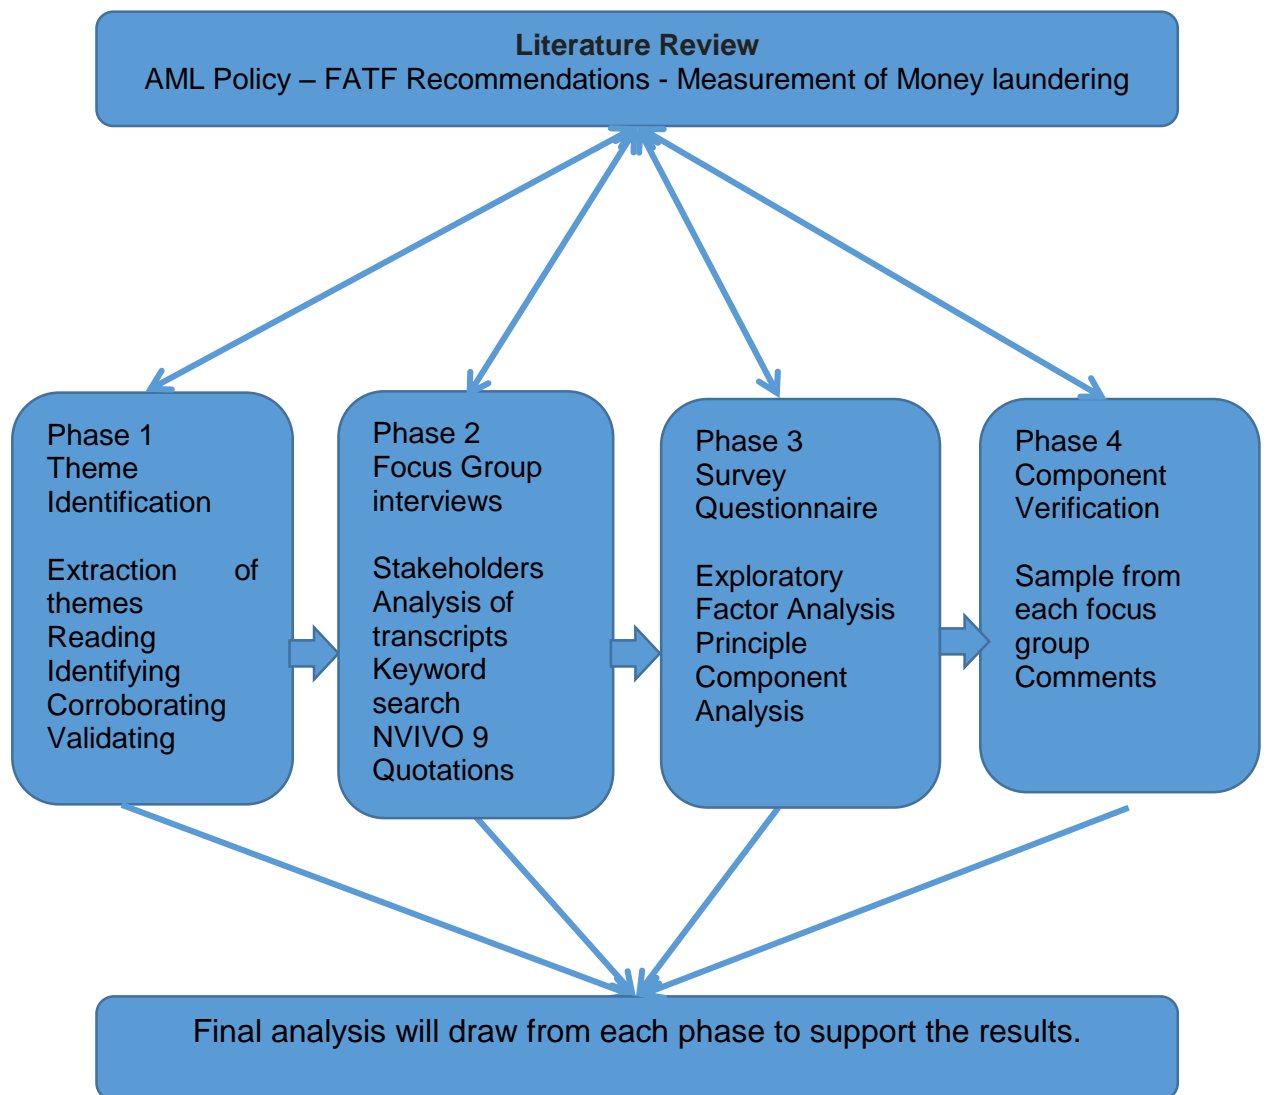 Literature Review
AML Policy – FATF Recommendations - Measurement of Money laundering
Phase 1
Theme
Identification
Extraction of
themes
Reading
Identifying
Corroborating
Validating
Phase 2
Focus Group
interviews
Stakeholders
Analysis of
transcripts
Keyword
search
NVIVO 9
Quotations
Phase 3
Survey
Questionnaire
Exploratory
Factor Analysis
Principle
Component
Analysis
Phase 4
Component
Verification
Sample from
each focus
group
Comments
Final analysis will draw from each phase to support the results.